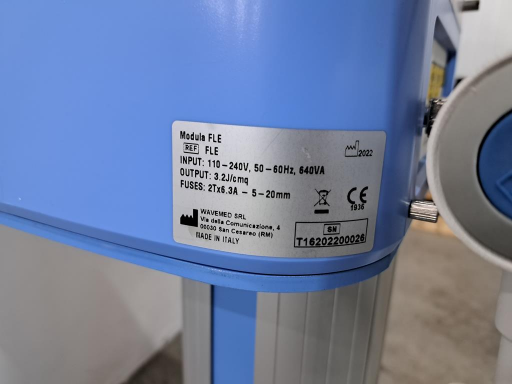 Modula FLE
REF FLE
2022
INPUT: 110-240V, 50-60Hz, 640VA
OUTPUT: 3.2J/cmq
FUSES: 2Tx6.3A - 5-20mm
CE
1936
WAVEMED SRL
Via della Comunicazione, 4
00030 San Cesareo (RM)
MADE IN ITALY
SN
T16202200026